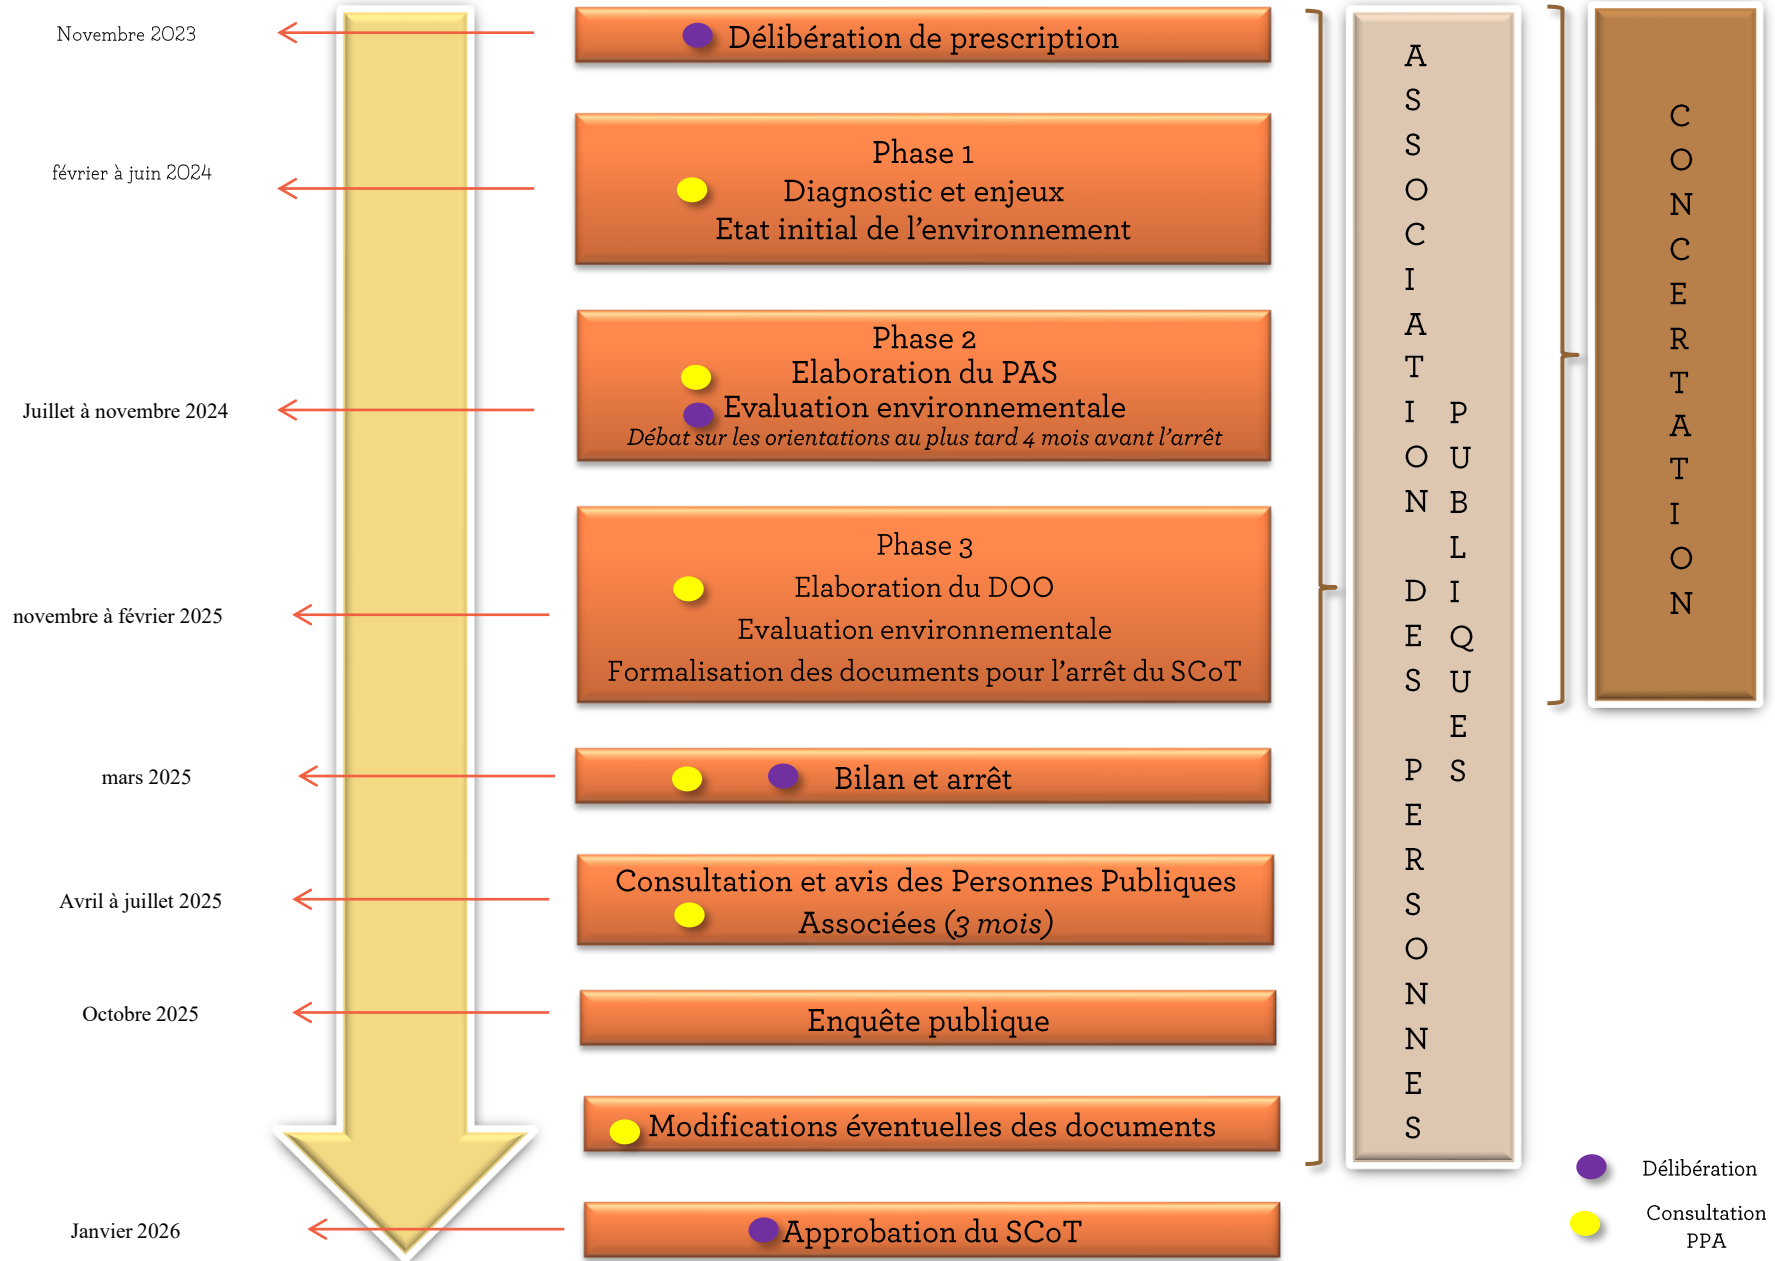 Novembre 2023
Délibération de prescription
février à juin 2024
Phase 1
Diagnostic et enjeux
Etat initial de l’environnement
Juillet à novembre 2024
Phase 2
Elaboration du PAS
Evaluation environnementale
Débat sur les orientations au plus tard 4 mois avant l’arrêt
novembre à février 2025
Phase 3
Elaboration du DOO
Evaluation environnementale
Formalisation des documents pour l’arrêt du SCoT
mars 2025
Bilan et arrêt
Avril à juillet 2025
Consultation et avis des Personnes Publiques
Associées (3 mois)
Octobre 2025
Enquête publique
Modifications éventuelles des documents
Janvier 2026
Approbation du SCoT
ASSOCIATION DES PERSONNES
PUBLIQUES
CONCERTATION
Délibération
Consultation
PPA